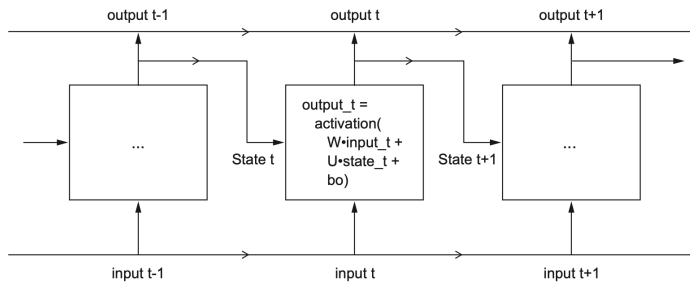 output t-1
output t
output t+1
...
output_t =
activation(
W•input_t +
U•state_t +
bo)
...
State t
State t+1
input t-1
input t
input t+1